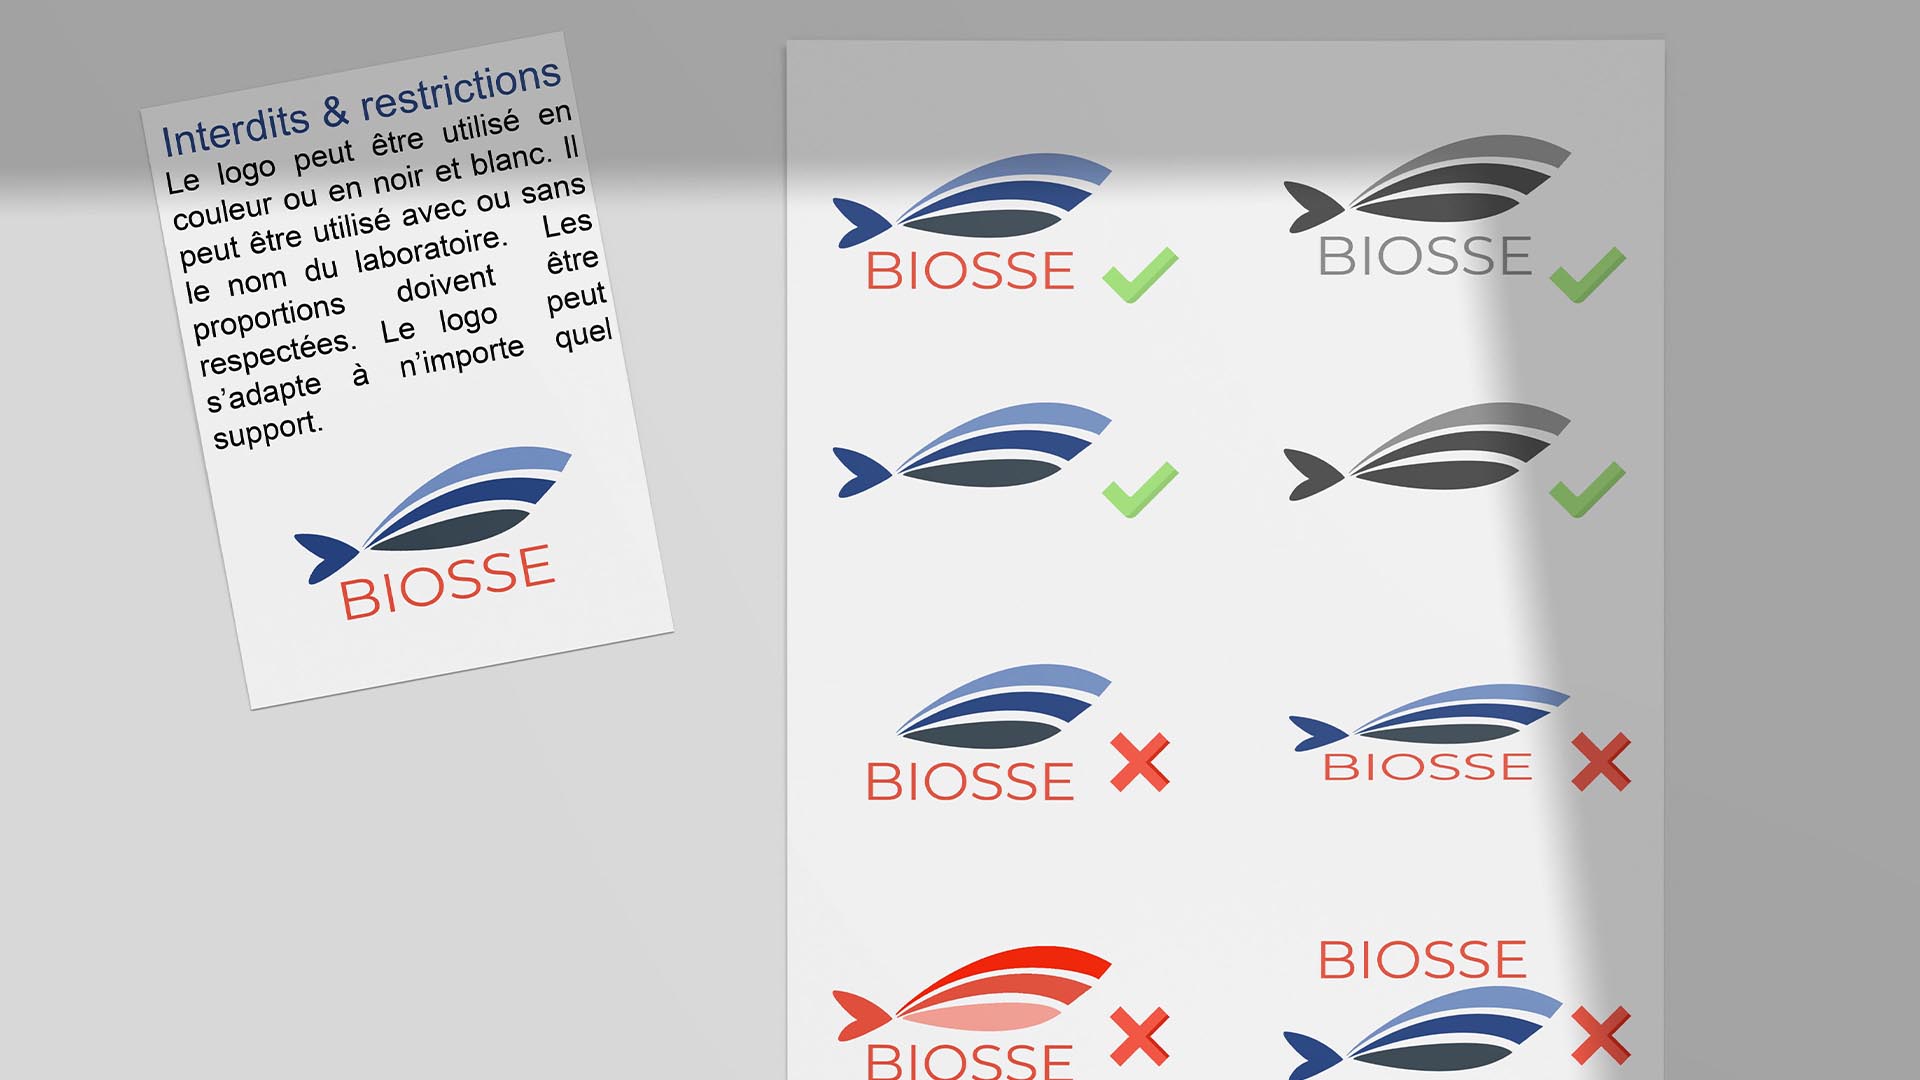 Interdits & restrictions
Le logo peut être utilisé en
couleur ou en noir et blanc. Il
peut être utilisé avec ou sans
le nom du laboratoire. Les
proportions doivent être
respectées. Le logo peut
s’adapte à n’importe quel
support.
BIOSSE
BIOSSE
BIOSSE
BIOSSE
BIOSSE
BIOSSE
BIOSSE